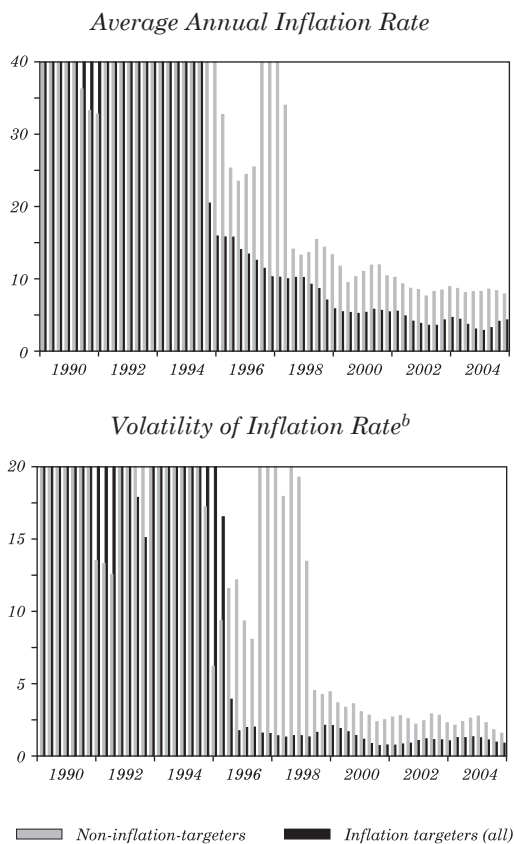 Average Annual Inflation Rate
40
30
20
10
0
1990 1992 1994 1996 1998 2000 2002 2004
Volatility of Inflation Rateb
20
15
10
5
0
1990 1992 1994 1996 1998 2000 2002 2004
Non-inflation-targeters Inflation targeters (all)